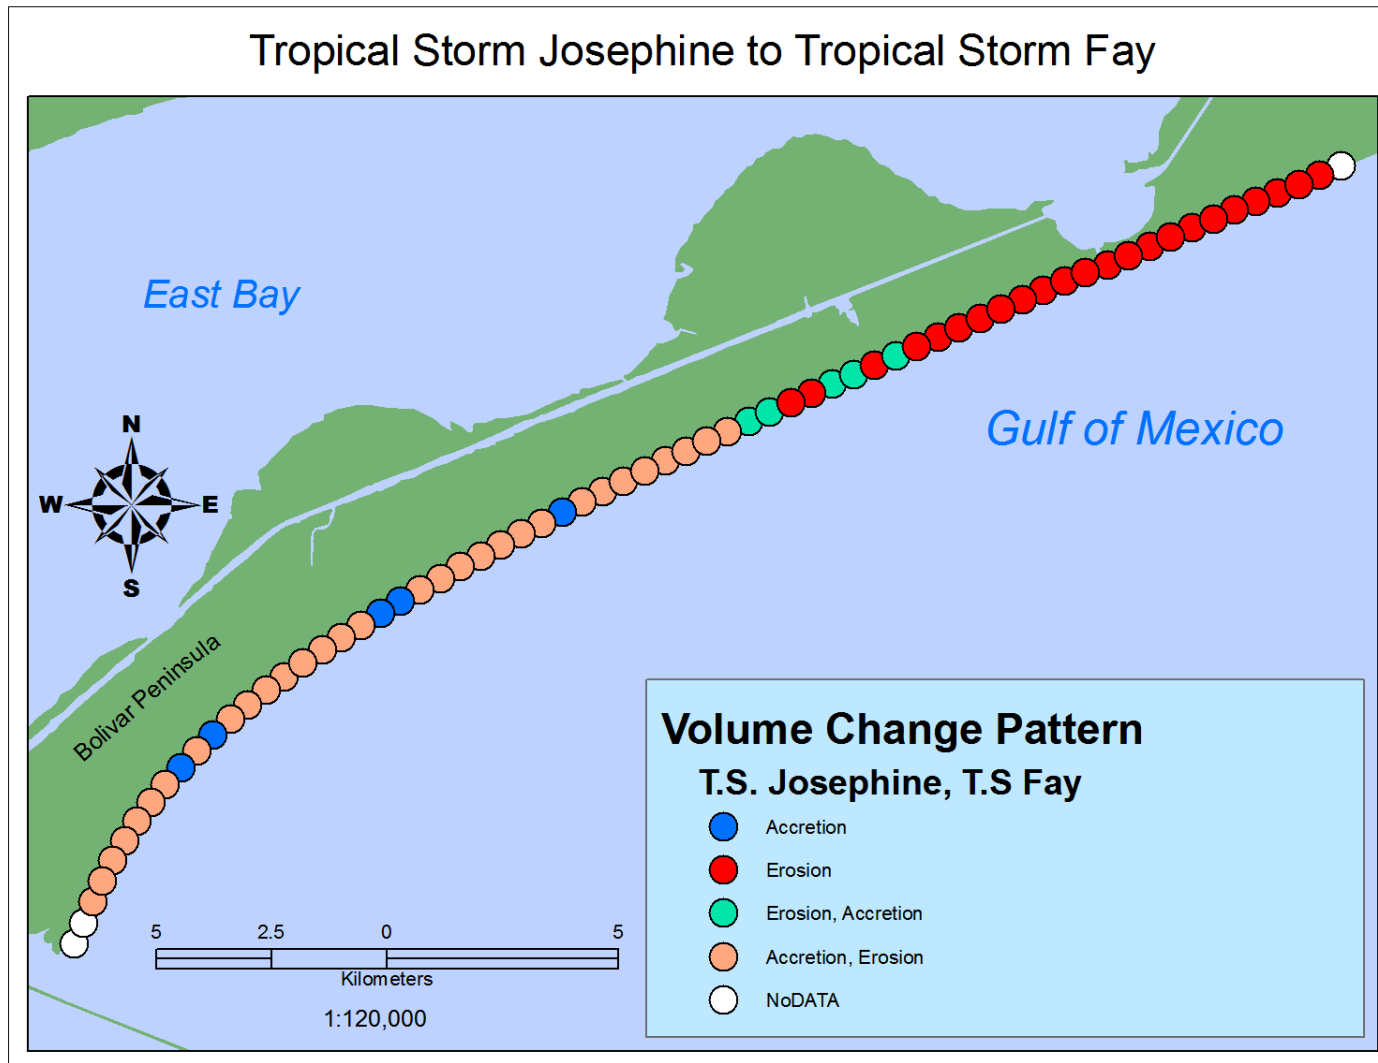 Tropical Storm Josephine to Tropical Storm Fay
East Bay
Gulf of Mexico
N
W
E
S
Bolivar Peninsula
Volume Change Pattern
T.S. Josephine, T.S Fay
Accretion
Erosion
Erosion, Accretion
Accretion, Erosion
NoDATA
5 2.5 0 5
Kilometers
1:120,000